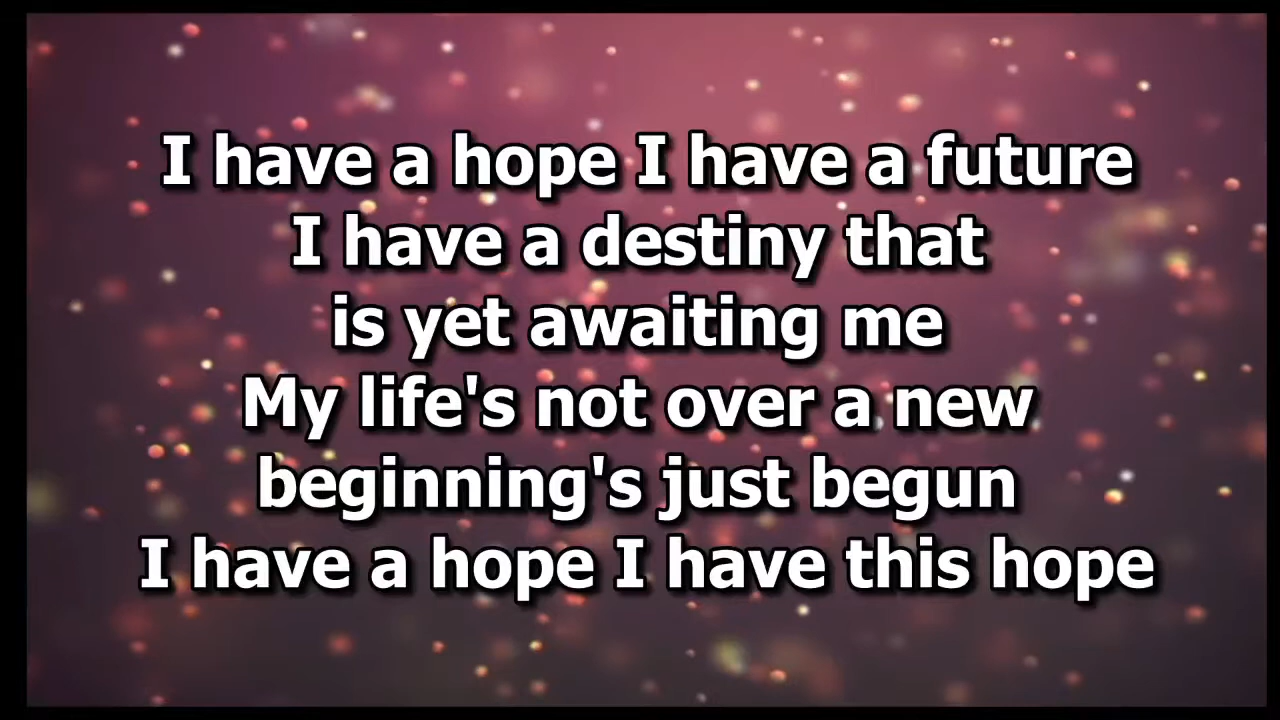 I have a hope I have a future
I have a destiny that
is yet awaiting me
My life's not over a new
beginning's just begun
I have a hope I have this hope